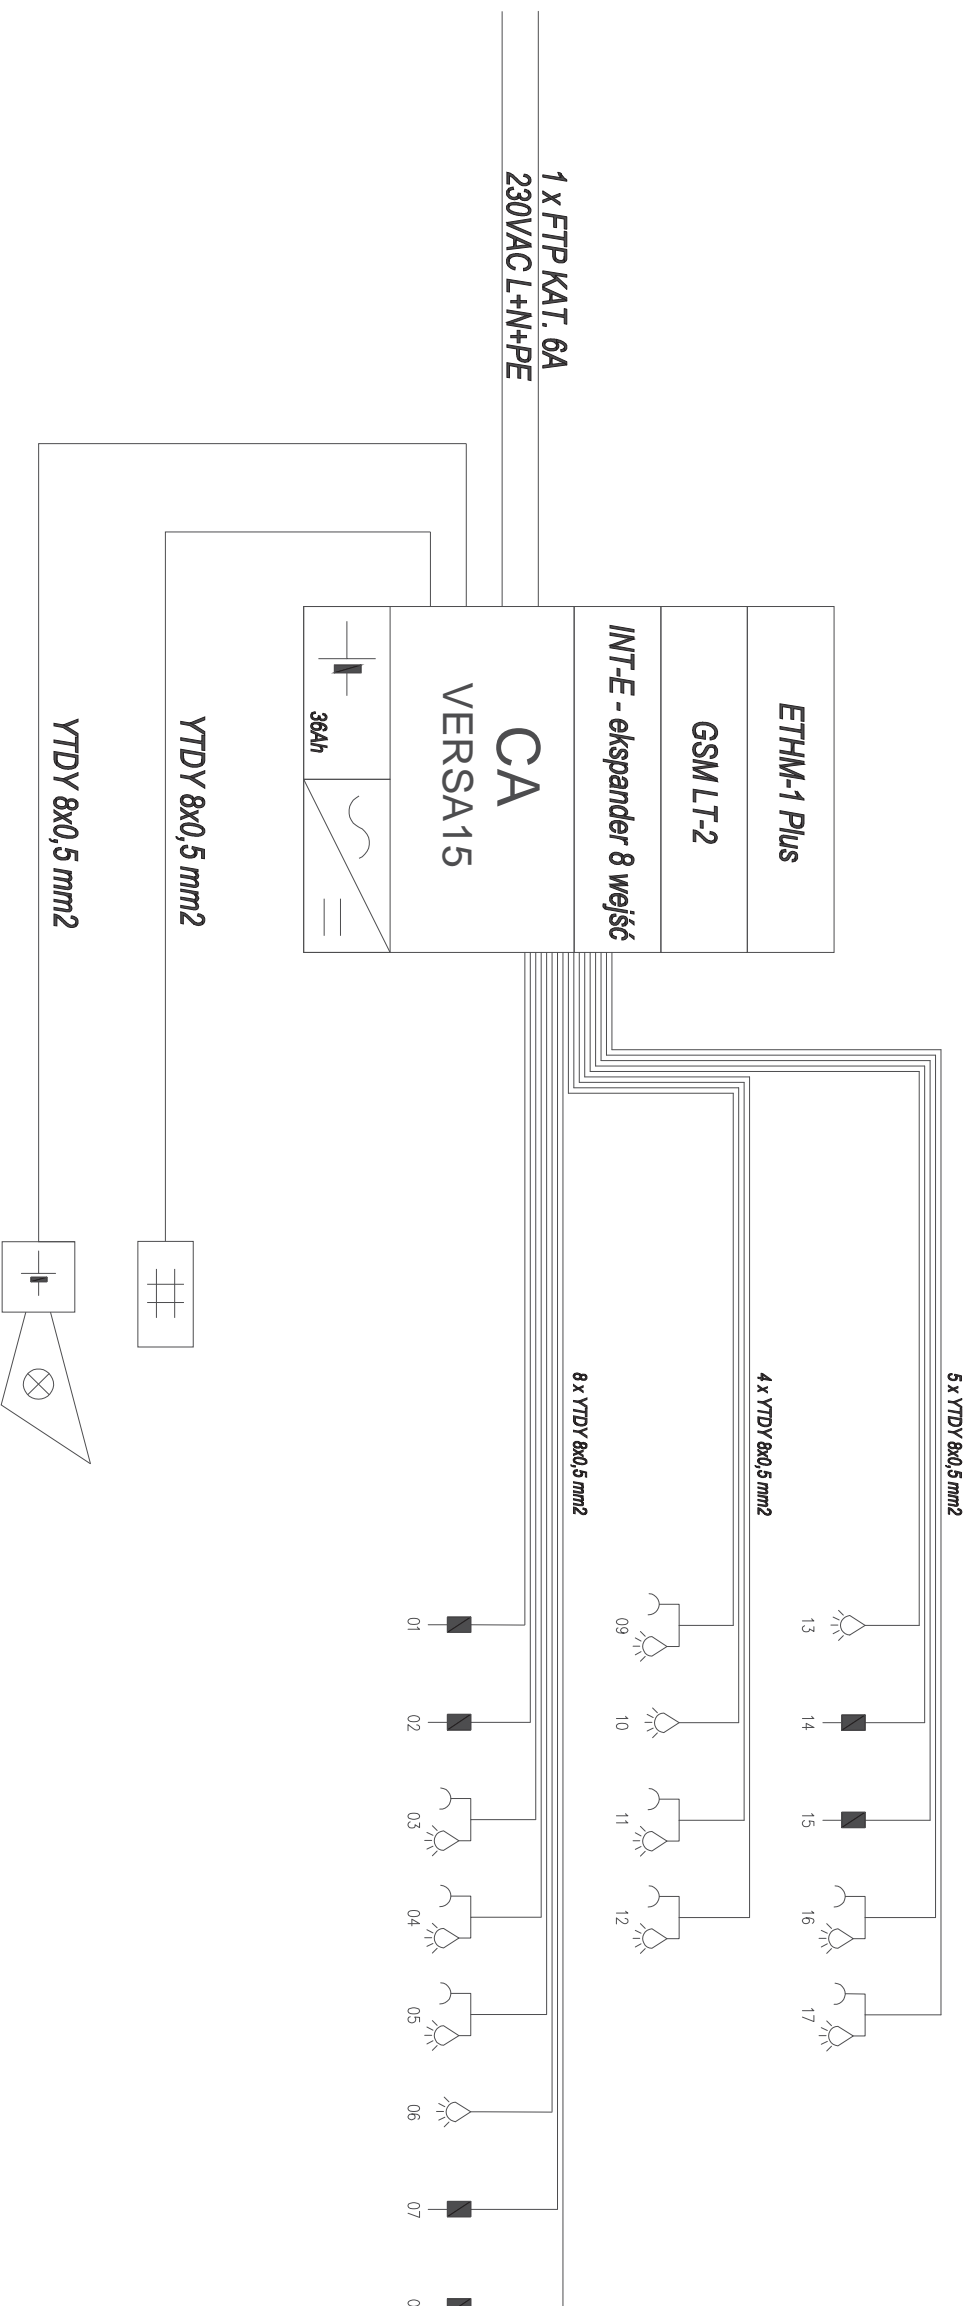 1 x FTP KAT. 6A
230VAC L+N+PE
ETHM-1 Plus
GSM LT-2
INT-E - ekspander 8 wejść
CA
VERSA15
36Ah
YTDY 8x0,5 mm2
YTDY 8x0,5 mm2
5 x YTDY 8x0,5 mm2
4 x YTDY 8x0,5 mm2
8 x YTDY 8x0,5 mm2
13
14
15
16
17
09
10
11
12
01
02
03
04
05
06
07